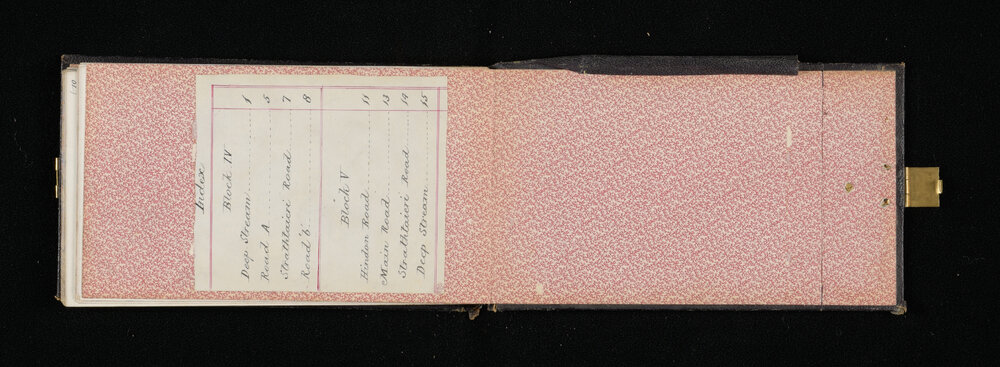 Index
Block IV
Deep Stream 1
Road A 5
Strathtaieri Road 7
Road "b" 8
Block V
Hindon Road 11
Main Road 13
Strathtaieri Road 14
Deep Stream 15